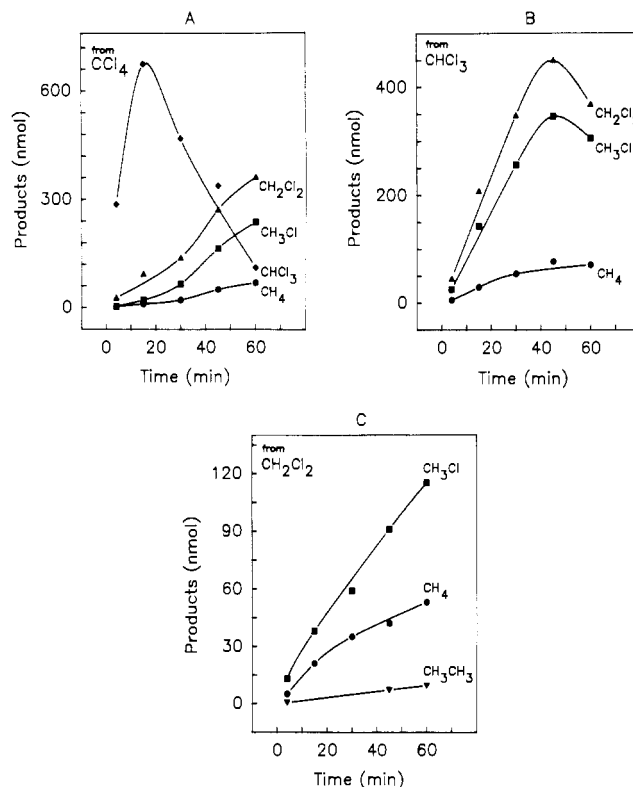 A
from
CCl4
Products (nmol)
600
300
0
CH2Cl2
CH3Cl
CHCl3
CH4
0 20 40 60
Time (min)
B
from
CHCl3
Products (nmol)
400
200
0
CH2Cl
CH3Cl
CH4
0 20 40 60
Time (min)
C
from
CH2Cl2
Products (nmol)
120
90
60
30
0
CH3Cl
CH4
CH3CH3
0 20 40 60
Time (min)